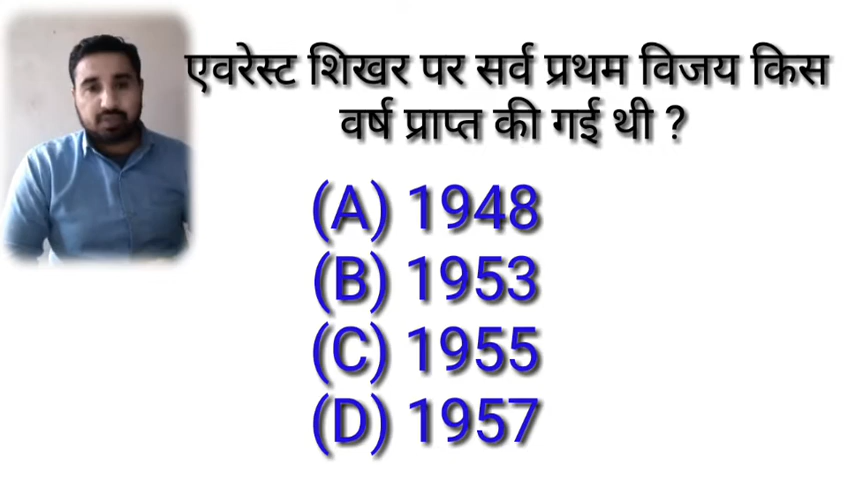 एवरेस्ट शिखर पर सर्व प्रथम विजय किस
वर्ष प्राप्त की गई थी ?
(A) 1948
(B) 1953
(C) 1955
(D) 1957